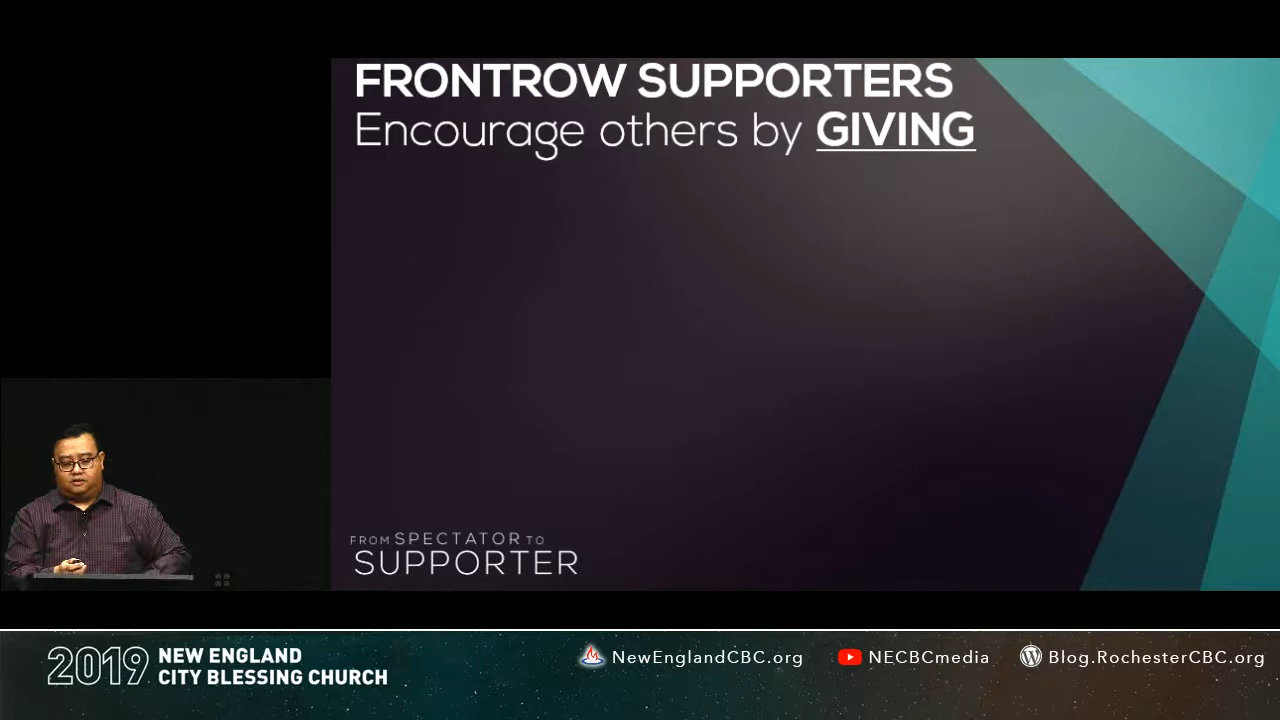 FRONTROW SUPPORTERS
Encourage others by GIVING
FROM SPECTATOR TO
SUPPORTER
2019 NEW ENGLAND
CITY BLESSING CHURCH
NewEnglandCBC.org
NECBCmedia
Blog.RochesterCBC.org